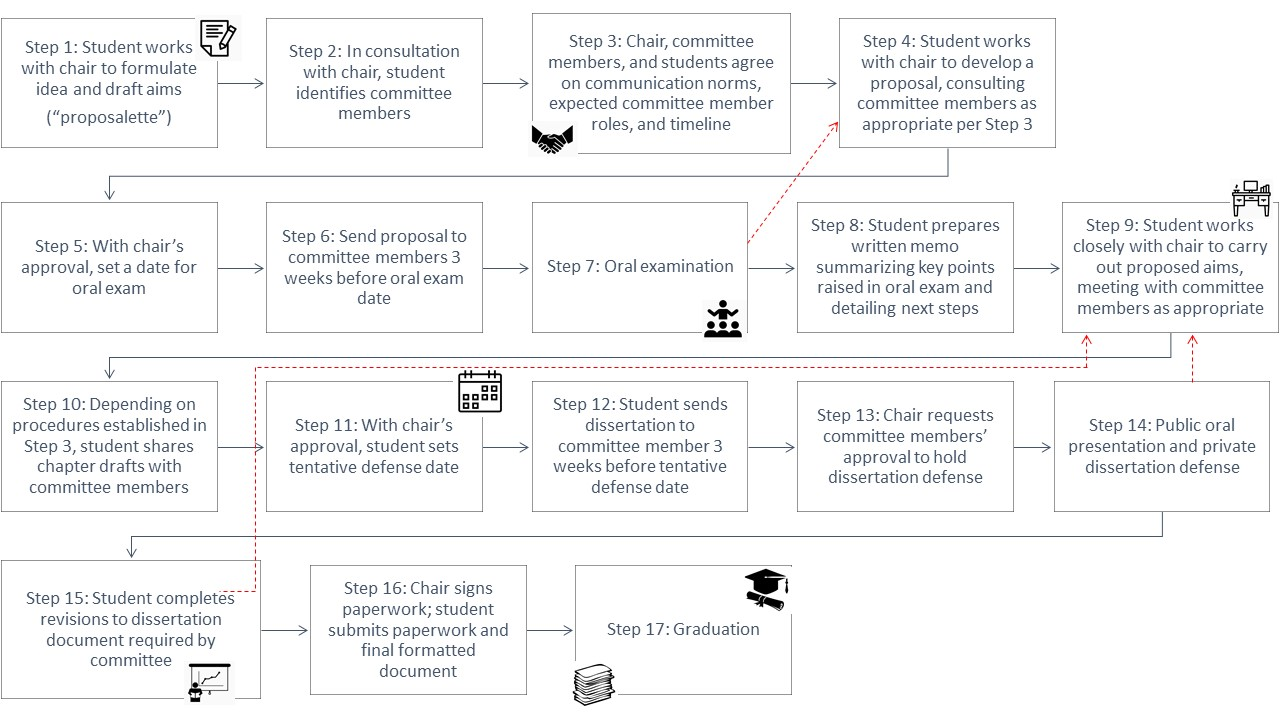 Step 1: Student works
with chair to formulate
idea and draft aims
(“proposalette”)
Step 2: In consultation
with chair, student
identifies committee
members
Step 3: Chair, committee
members, and students agree
on communication norms,
expected committee member
roles, and timeline
Step 4: Student works
with chair to develop a
proposal, consulting
committee members as
appropriate per Step 3
Step 5: With chair’s
approval, set a date for
oral exam
Step 6: Send proposal to
committee members 3
weeks before oral exam
date
Step 7: Oral examination
Step 8: Student prepares
written memo
summarizing key points
raised in oral exam and
detailing next steps
Step 9: Student works
closely with chair to carry
out proposed aims,
meeting with committee
members as appropriate
Step 10: Depending on
procedures established in
Step 3, student shares
chapter drafts with
committee members
Step 11: With chair’s
approval, student sets
tentative defense date
Step 12: Student sends
dissertation to
committee member 3
weeks before tentative
defense date
Step 13: Chair requests
committee members’
approval to hold
dissertation defense
Step 14: Public oral
presentation and private
dissertation defense
Step 15: Student completes
revisions to dissertation
document required by
committee
Step 16: Chair signs
paperwork; student
submits paperwork and
final formatted
document
Step 17: Graduation